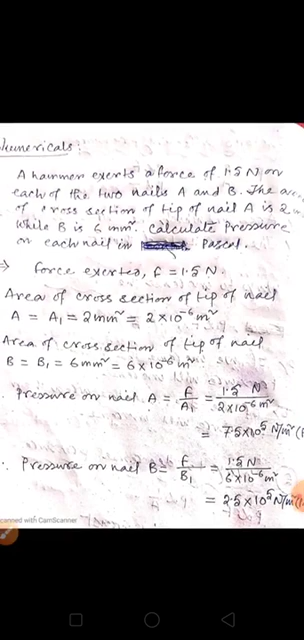 Numericals:
A hammer exerts a force of 1.5 N on
each of the two nails A and B. The are
of cross section of tip of nail A is 2 m
while B is 6 mm². Calculate Pressure
on each nail in Pascal.
⇒ Force exerted, f = 1.5 N.
Area of cross section of tip of nail
A = A₁ = 2mm² = 2×10⁻⁶ m²
Area of cross section of tip of nail
B = B₁ = 6mm² = 6×10⁻⁶ m²
∴ Pressure on nail A = f/A₁ = 1.5 N / 2×10⁻⁶ m²
= 7.5×10⁵ N/m² (
∴ Pressure on nail B = f/B₁ = 1.5 N / 6×10⁻⁶ m²
= 2.5×10⁵ N/m² (
canned with CamScanner